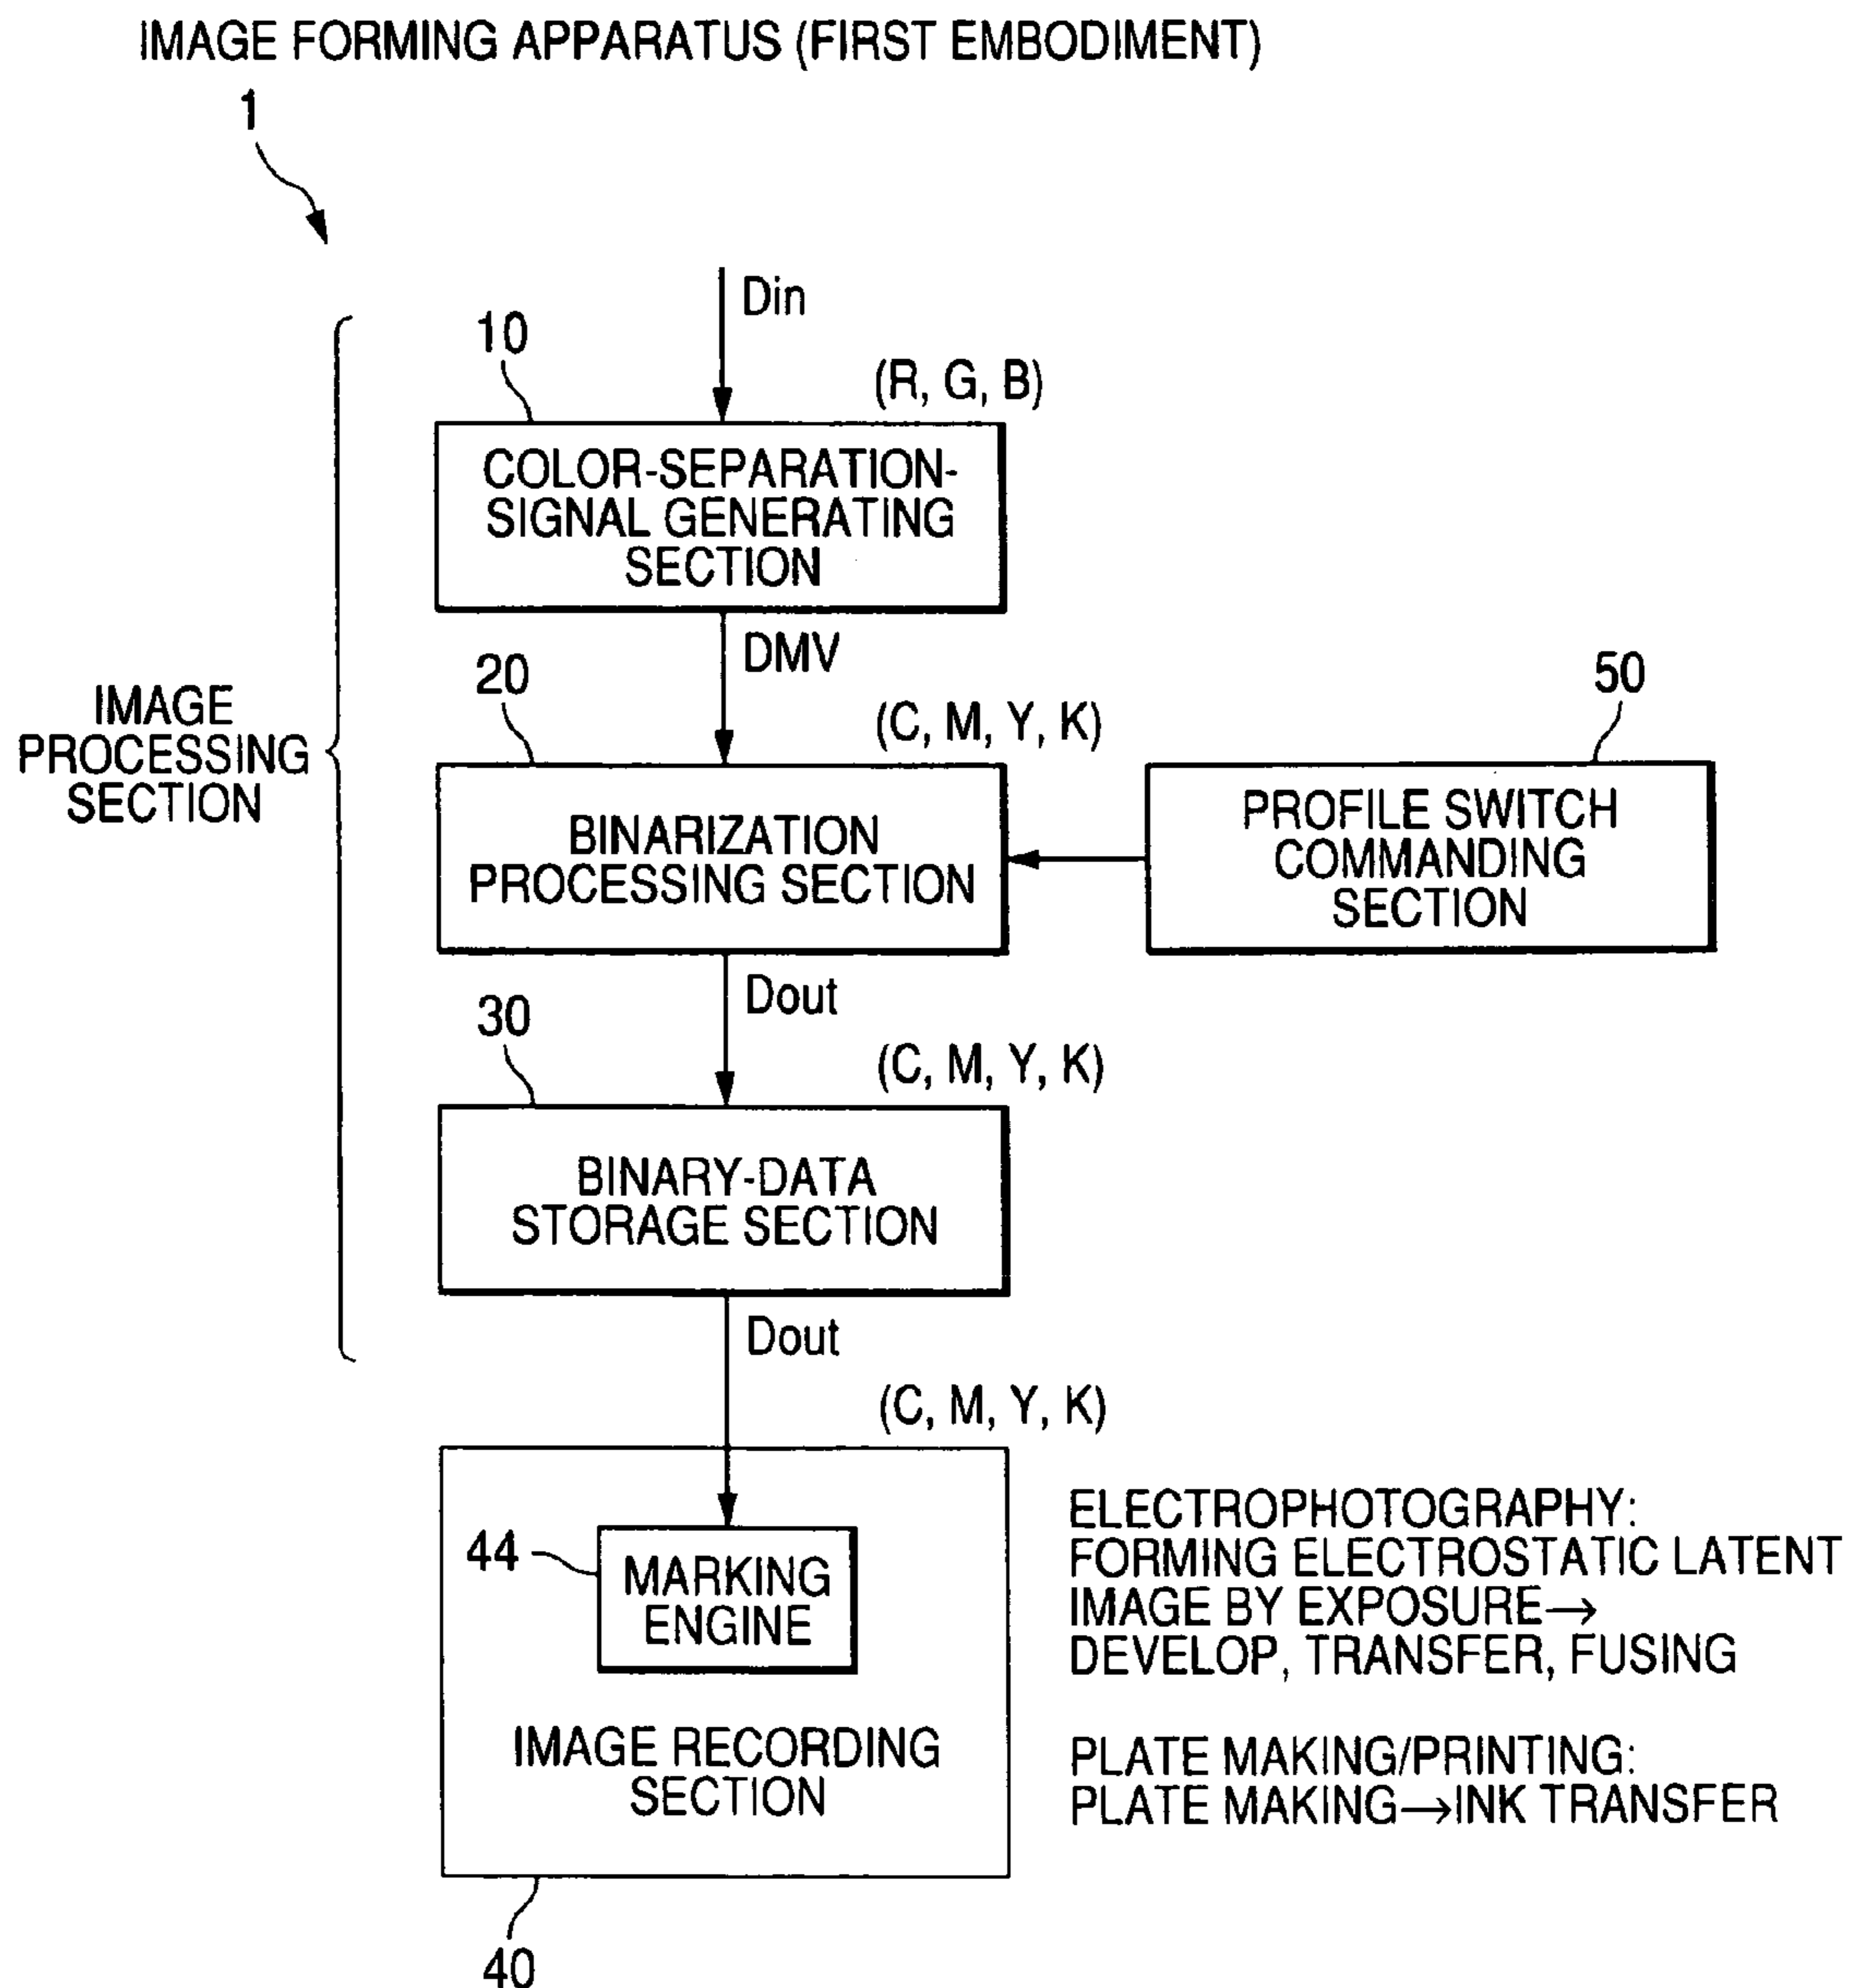 IMAGE FORMING APPARATUS (FIRST EMBODIMENT)
1
Din
10
(R, G, B)
COLOR-SEPARATION-
SIGNAL GENERATING
SECTION
DMV
20
(C, M, Y, K)
50
IMAGE
PROCESSING
SECTION
BINARIZATION
PROCESSING SECTION
PROFILE SWITCH
COMMANDING
SECTION
Dout
30
(C, M, Y, K)
BINARY-DATA
STORAGE SECTION
Dout
(C, M, Y, K)
44
MARKING
ENGINE
IMAGE RECORDING
SECTION
40
ELECTROPHOTOGRAPHY:
FORMING ELECTROSTATIC LATENT
IMAGE BY EXPOSURE→
DEVELOP, TRANSFER, FUSING
PLATE MAKING/PRINTING:
PLATE MAKING→INK TRANSFER